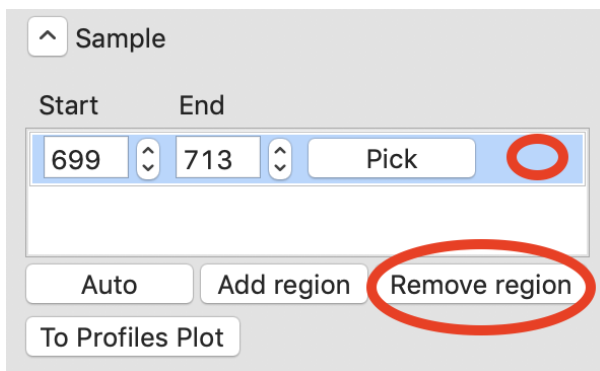 Sample
Start End
699 713 Pick
Auto Add region Remove region
To Profiles Plot